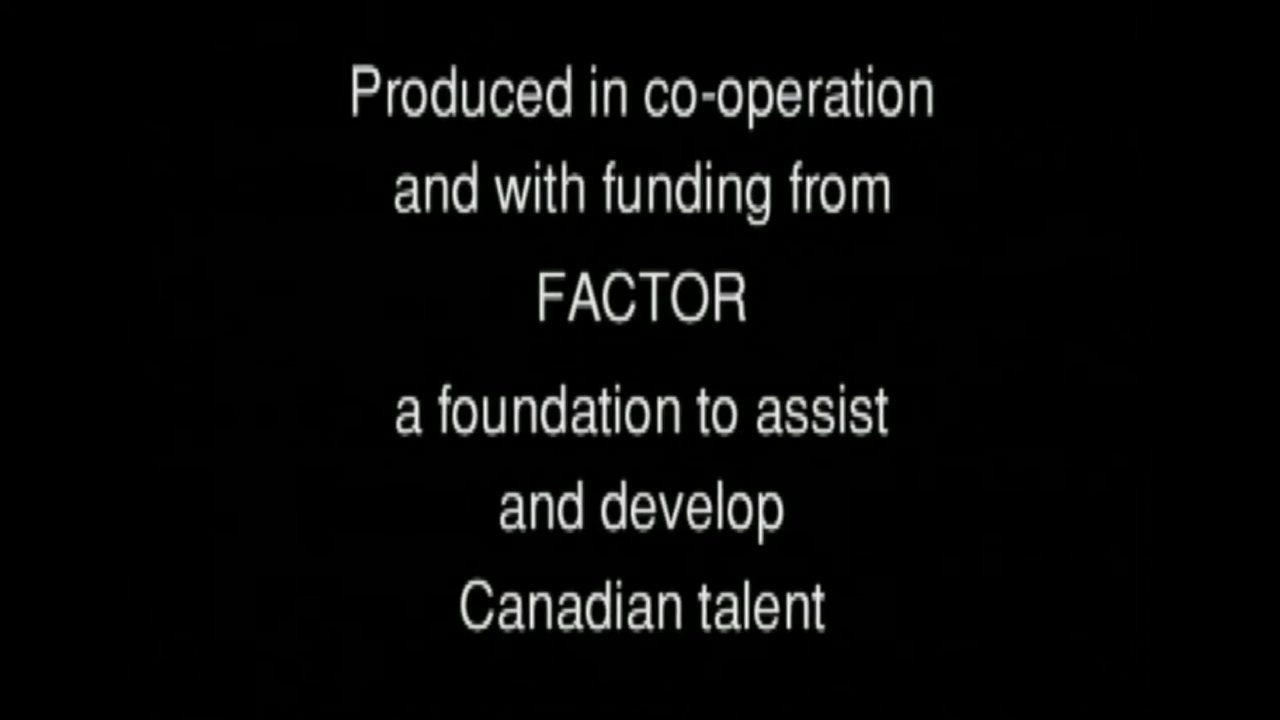 Produced in co-operation
and with funding from
FACTOR
a foundation to assist
and develop
Canadian talent